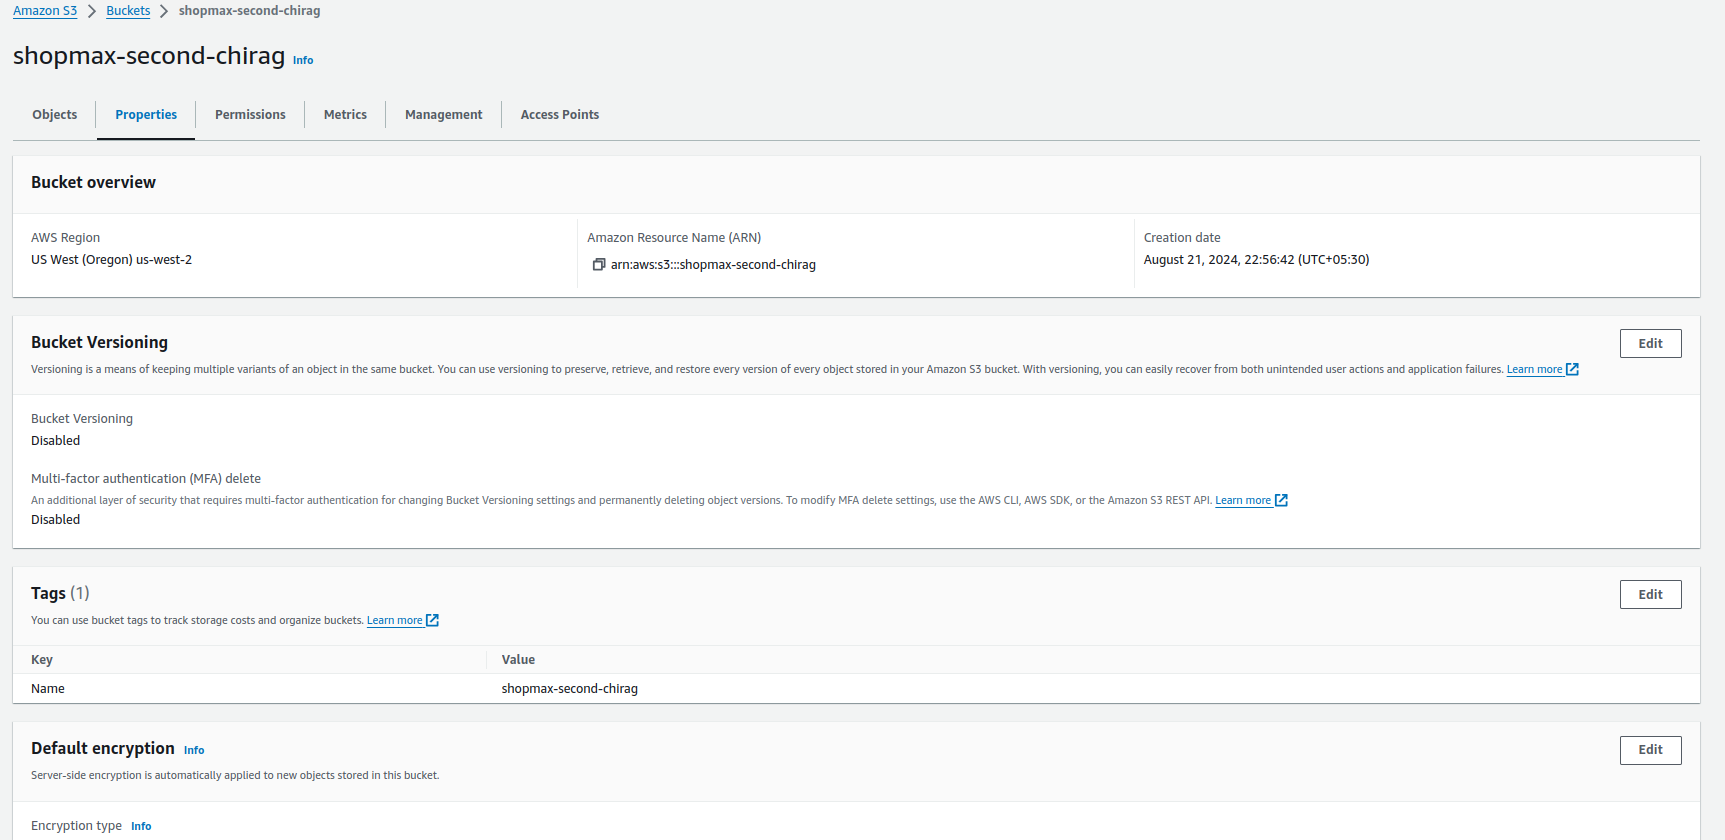 Amazon S3 > Buckets > shopmax-second-chirag
shopmax-second-chirag Info
Objects Properties Permissions Metrics Management Access Points
Bucket overview
AWS Region
US West (Oregon) us-west-2
Amazon Resource Name (ARN)
arn:aws:s3:::shopmax-second-chirag
Creation date
August 21, 2024, 22:56:42 (UTC+05:30)
Bucket Versioning
Edit
Versioning is a means of keeping multiple variants of an object in the same bucket. You can use versioning to preserve, retrieve, and restore every version of every object stored in your Amazon S3 bucket. With versioning, you can easily recover from both unintended user actions and application failures. Learn more
Bucket Versioning
Disabled
Multi-factor authentication (MFA) delete
An additional layer of security that requires multi-factor authentication for changing Bucket Versioning settings and permanently deleting object versions. To modify MFA delete settings, use the AWS CLI, AWS SDK, or the Amazon S3 REST API. Learn more
Disabled
Tags (1)
Edit
You can use bucket tags to track storage costs and organize buckets. Learn more
Key Value
Name shopmax-second-chirag
Default encryption Info
Edit
Server-side encryption is automatically applied to new objects stored in this bucket.
Encryption type Info